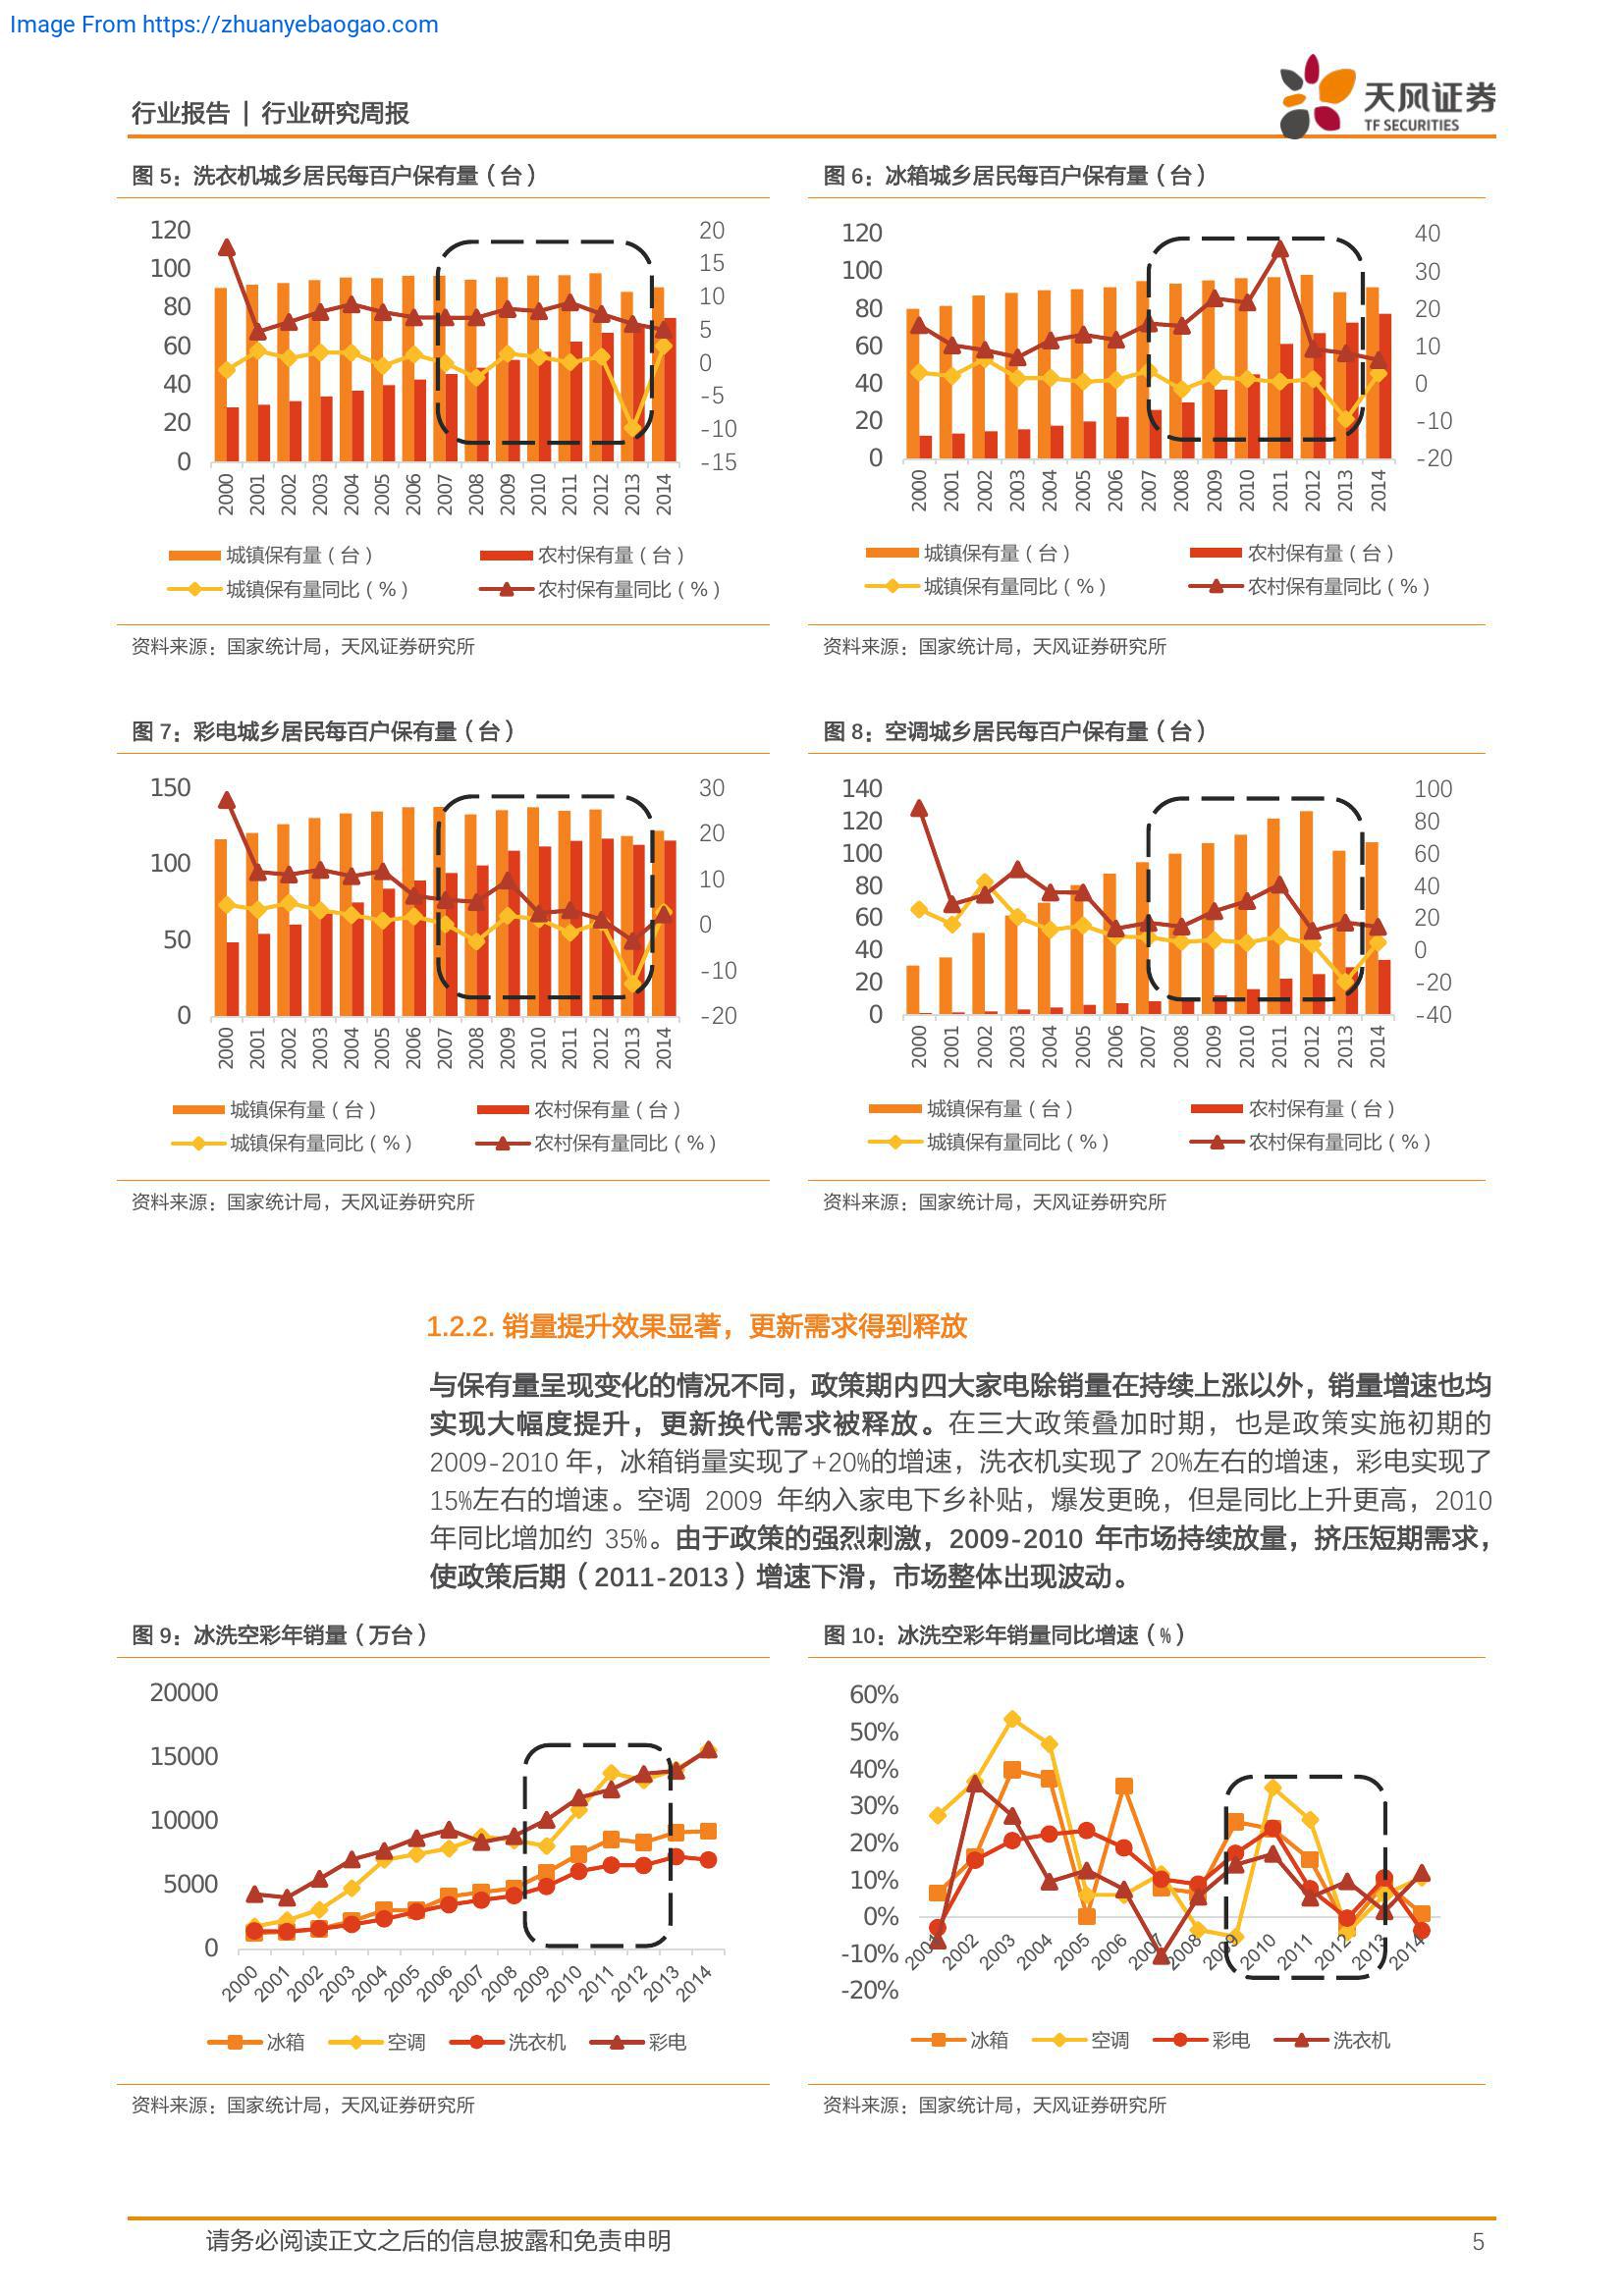 Image From https://zhuanyebaogao.com
行业报告 | 行业研究周报
天风证券
TF SECURITIES
图 5：洗衣机城乡居民每百户保有量（台）
120
100
80
60
40
20
0
20
15
10
5
0
-5
-10
-15
2000 2001 2002 2003 2004 2005 2006 2007 2008 2009 2010 2011 2012 2013 2014
城镇保有量（台） 农村保有量（台）
城镇保有量同比（%） 农村保有量同比（%）
资料来源：国家统计局，天风证券研究所
图 6：冰箱城乡居民每百户保有量（台）
120
100
80
60
40
20
0
40
30
20
10
0
-10
-20
2000 2001 2002 2003 2004 2005 2006 2007 2008 2009 2010 2011 2012 2013 2014
城镇保有量（台） 农村保有量（台）
城镇保有量同比（%） 农村保有量同比（%）
资料来源：国家统计局，天风证券研究所
图 7：彩电城乡居民每百户保有量（台）
150
100
50
0
30
20
10
0
-10
-20
2000 2001 2002 2003 2004 2005 2006 2007 2008 2009 2010 2011 2012 2013 2014
城镇保有量（台） 农村保有量（台）
城镇保有量同比（%） 农村保有量同比（%）
资料来源：国家统计局，天风证券研究所
图 8：空调城乡居民每百户保有量（台）
140
120
100
80
60
40
20
0
100
80
60
40
20
0
-20
-40
2000 2001 2002 2003 2004 2005 2006 2007 2008 2009 2010 2011 2012 2013 2014
城镇保有量（台） 农村保有量（台）
城镇保有量同比（%） 农村保有量同比（%）
资料来源：国家统计局，天风证券研究所
1.2.2. 销量提升效果显著，更新需求得到释放
与保有量呈现变化的情况不同，政策期内四大家电除销量在持续上涨以外，销量增速也均
实现大幅度提升，更新换代需求被释放。在三大政策叠加时期，也是政策实施初期的
2009-2010 年，冰箱销量实现了+20%的增速，洗衣机实现了 20%左右的增速，彩电实现了
15%左右的增速。空调 2009 年纳入家电下乡补贴，爆发更晚，但是同比上升更高，2010
年同比增加约 35%。由于政策的强烈刺激，2009-2010 年市场持续放量，挤压短期需求，
使政策后期（2011-2013）增速下滑，市场整体出现波动。
图 9：冰洗空彩年销量（万台）
20000
15000
10000
5000
0
2000 2001 2002 2003 2004 2005 2006 2007 2008 2009 2010 2011 2012 2013 2014
冰箱 空调 洗衣机 彩电
资料来源：国家统计局，天风证券研究所
图 10：冰洗空彩年销量同比增速（%）
60%
50%
40%
30%
20%
10%
0%
-10%
-20%
2001 2002 2003 2004 2005 2006 2007 2008 2009 2010 2011 2012 2013 2014
冰箱 空调 彩电 洗衣机
资料来源：国家统计局，天风证券研究所
请务必阅读正文之后的信息披露和免责申明 5